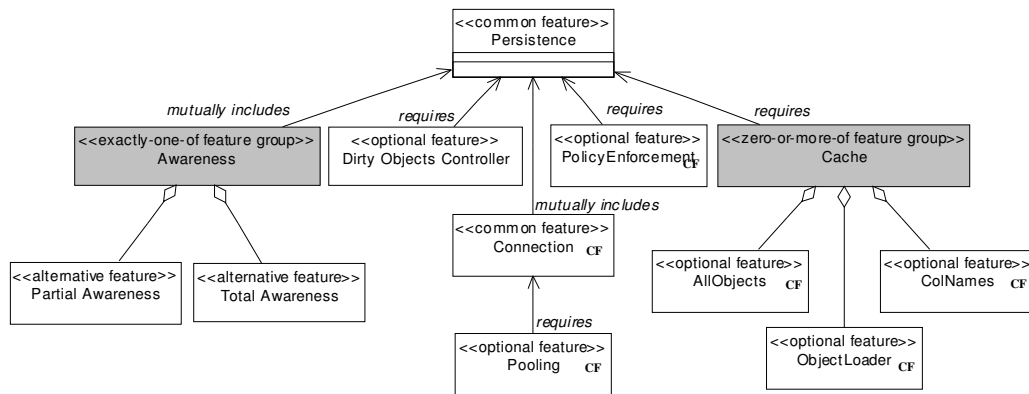 <<common feature>>
Persistence
mutually includes
requires
requires
requires
<<exactly-one-of feature group>>
Awareness
<<optional feature>>
Dirty Objects Controller
<<optional feature>>
PolicyEnforcement
CF
<<zero-or-more-of feature group>>
Cache
mutually includes
<<common feature>>
Connection
CF
<<alternative feature>>
Partial Awareness
<<alternative feature>>
Total Awareness
<<optional feature>>
AllObjects
CF
<<optional feature>>
ColNames
CF
requires
<<optional feature>>
Pooling
CF
<<optional feature>>
ObjectLoader
CF